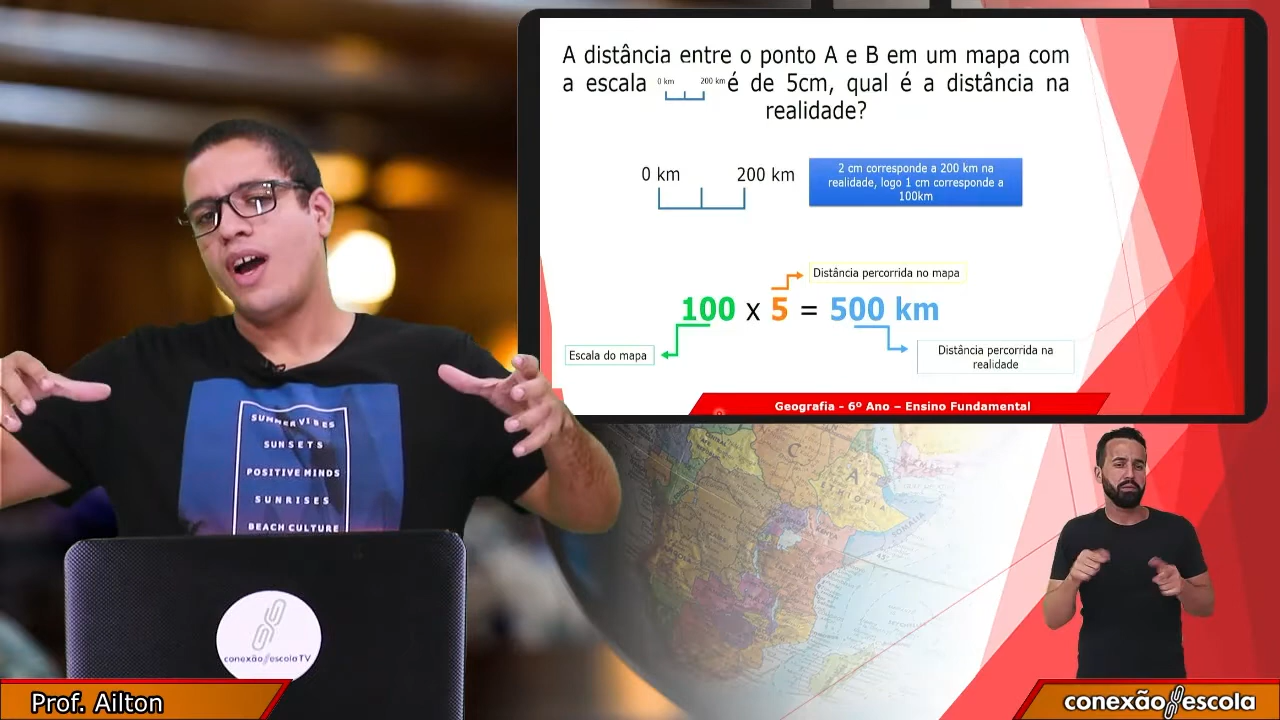 A distância entre o ponto A e B em um mapa com
a escala 0 km 200 km é de 5cm, qual é a distância na
realidade?
0 km 200 km
2 cm corresponde a 200 km na
realidade, logo 1 cm corresponde a
100km
Distância percorrida no mapa
100 x 5 = 500 km
Escala do mapa
Distância percorrida na
realidade
Geografia - 6º Ano – Ensino Fundamental
SUMMER VIBES
SUNSETS
POSITIVE MINDS
SUNRISES
BEACH CULTURE
conexão escola TV
Prof. Ailton
conexão escola